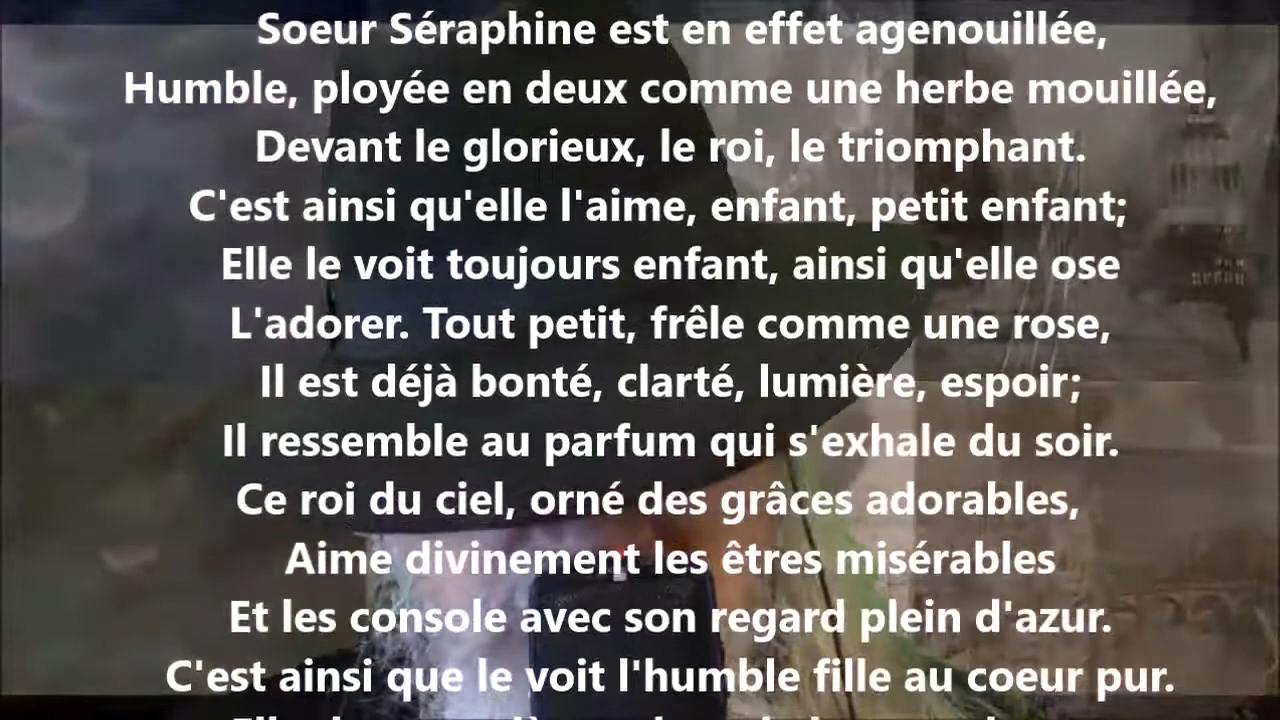 Soeur Séraphine est en effet agenouillée,
Humble, ployée en deux comme une herbe mouillée,
Devant le glorieux, le roi, le triomphant.
C'est ainsi qu'elle l'aime, enfant, petit enfant;
Elle le voit toujours enfant, ainsi qu'elle ose
L'adorer. Tout petit, frêle comme une rose,
Il est déjà bonté, clarté, lumière, espoir;
Il ressemble au parfum qui s'exhale du soir.
Ce roi du ciel, orné des grâces adorables,
Aime divinement les êtres misérables
Et les console avec son regard plein d'azur.
C'est ainsi que le voit l'humble fille au coeur pur.